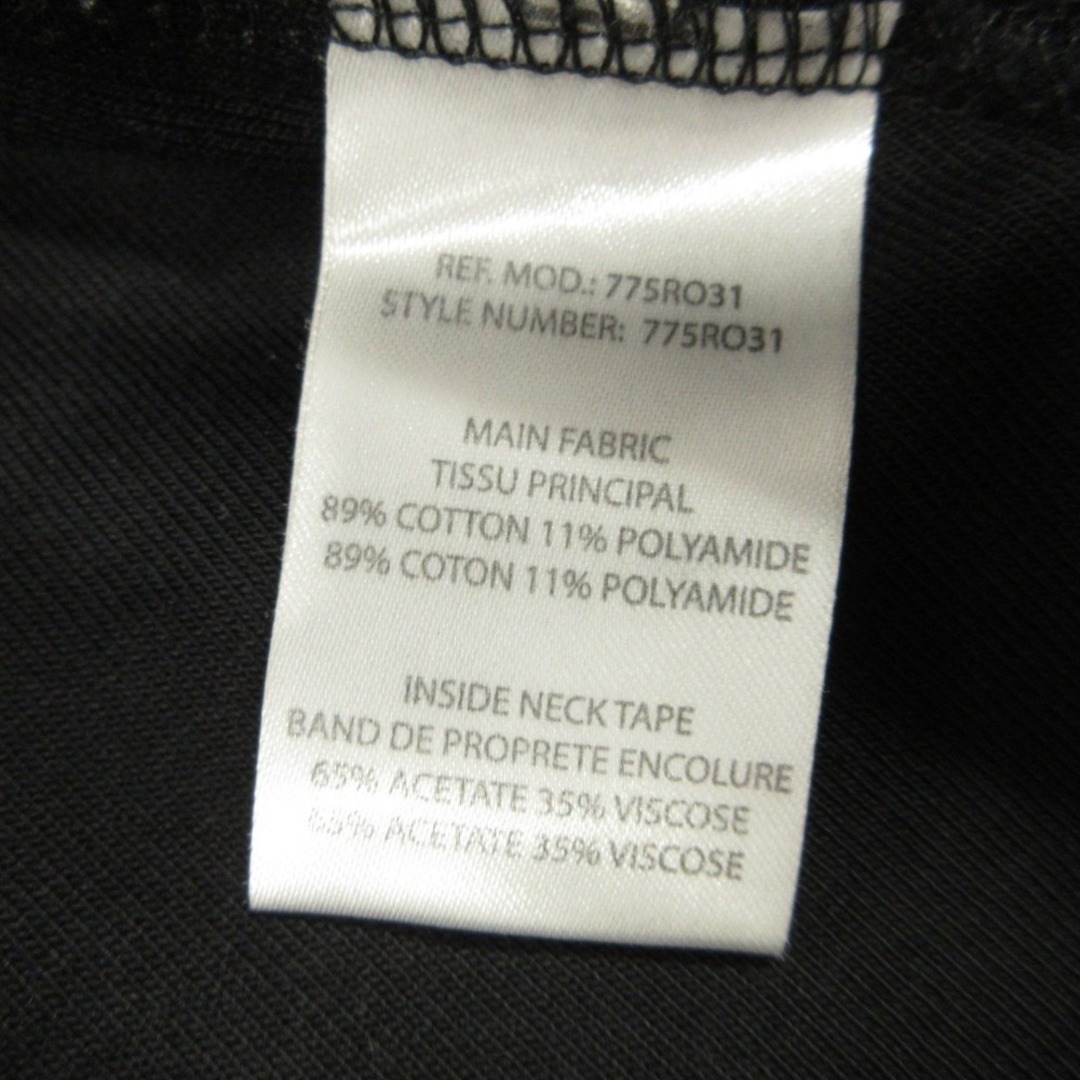 REF. MOD.: 775RO31
STYLE NUMBER: 775RO31
MAIN FABRIC
TISSU PRINCIPAL
89% COTTON 11% POLYAMIDE
89% COTON 11% POLYAMIDE
INSIDE NECK TAPE
BAND DE PROPRETE ENCOLURE
65% ACETATE 35% VISCOSE
65% ACETATE 35% VISCOSE